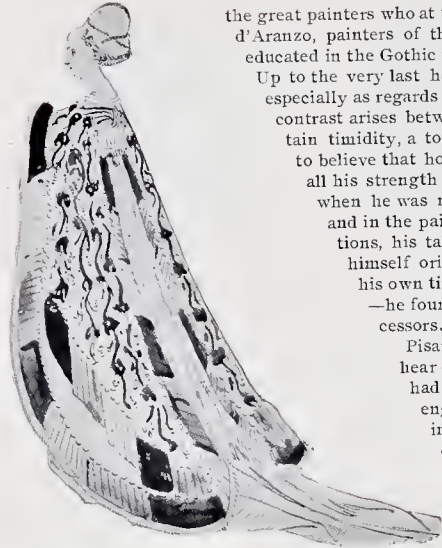 the great painters who at
d'Aranzo, painters of th
educated in the Gothic
Up to the very last h
especially as regards
contrast arises betw
tain timidity, a to
to believe that ho
all his strength
when he was
and in the pai
tions, his ta
himself ori
his own ti
—he four
cessors.
Pisa
hear
had
eng
in